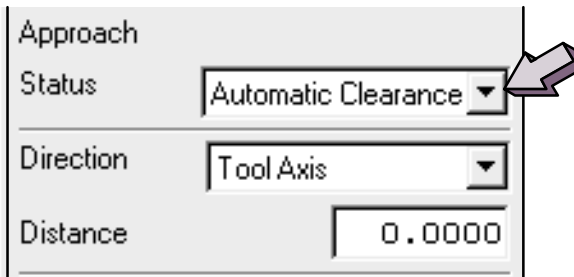 Approach
Status Automatic Clearance
Direction Tool Axis
Distance 0.0000